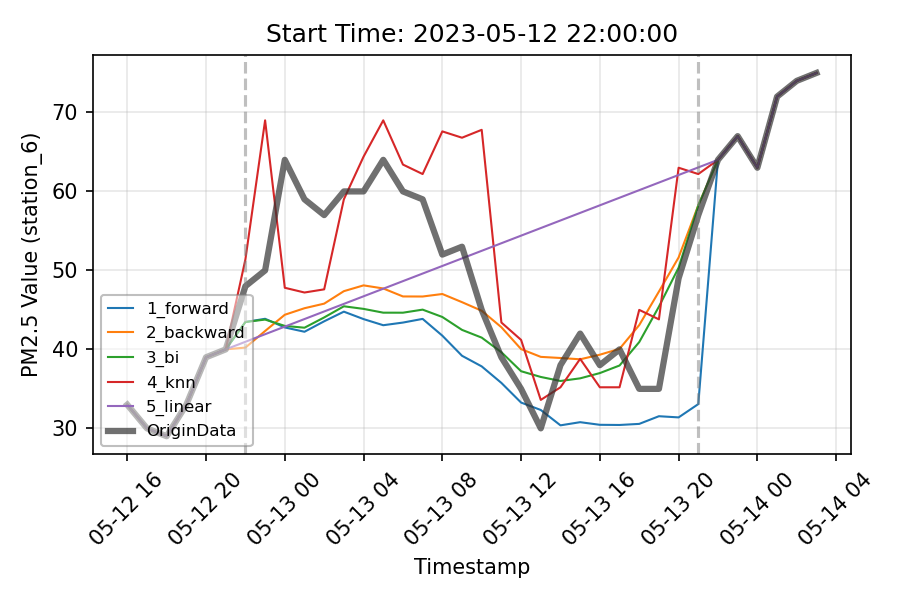 Start Time: 2023-05-12 22:00:00
PM2.5 Value (station_6)
70
60
50
40
30
1_forward
2_backward
3_bi
4_knn
5_linear
OriginData
05-12 16
05-12 20
05-13 00
05-13 04
05-13 08
05-13 12
05-13 16
05-13 20
05-14 00
05-14 04
Timestamp